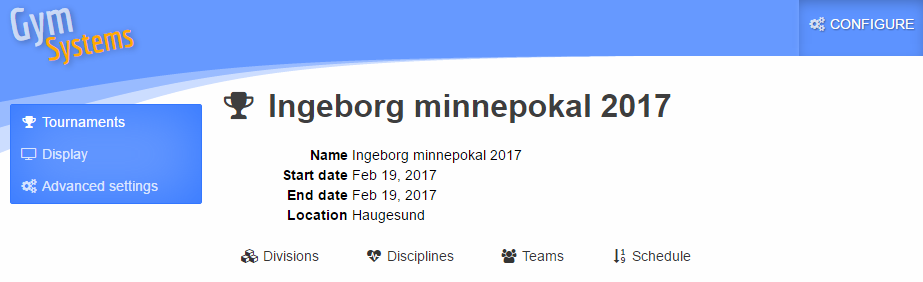 Gym
Systems
CONFIGURE
Tournaments
Display
Advanced settings
Ingeborg minnepokal 2017
Name Ingeborg minnepokal 2017
Start date Feb 19, 2017
End date Feb 19, 2017
Location Haugesund
Divisions Disciplines Teams Schedule